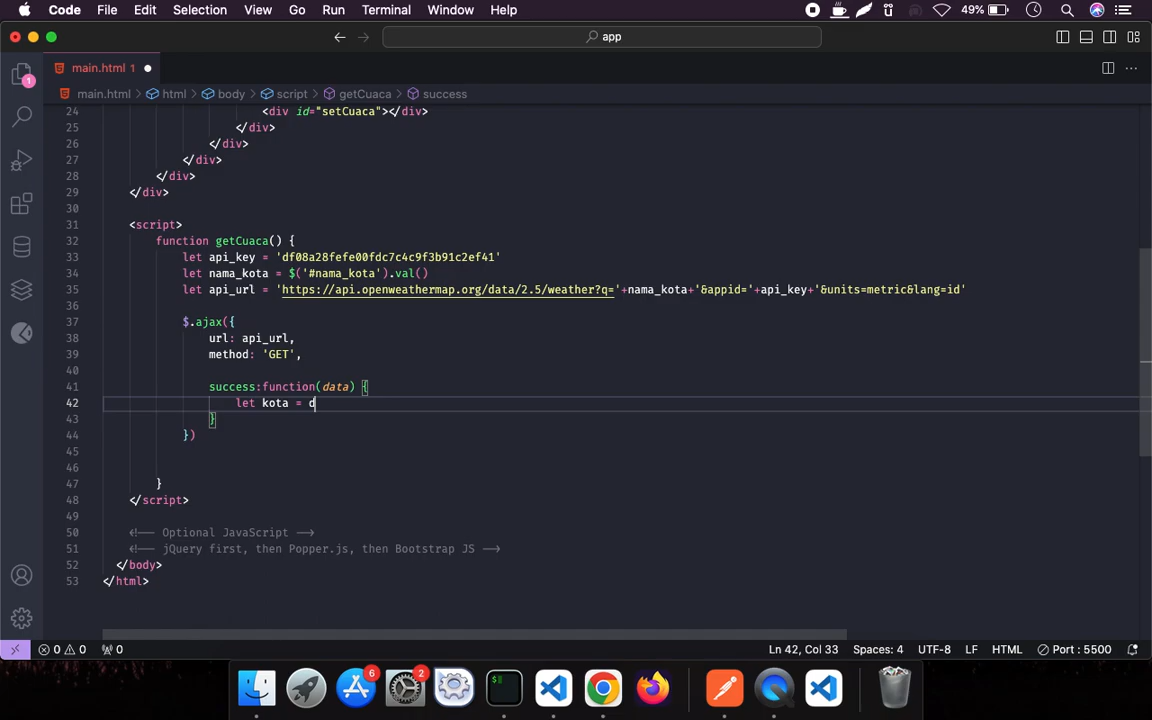 Code File Edit Selection View Go Run Terminal Window Help 49%
app
main.html 1
main.html > html > body > script > getCuaca > success
1
24 <div id="setCuaca"></div>
25 </div>
26 </div>
27 </div>
28 </div>
29 </div>
30
31 <script>
32 function getCuaca() {
33 let api_key = 'df08a28fefe00fdc7c4c9f3b91c2ef41'
34 let nama_kota = $('#nama_kota').val()
35 let api_url = 'https://api.openweathermap.org/data/2.5/weather?q='+nama_kota+'&appid='+api_key+'&units=metric&lang=id'
36
37 $.ajax({
38 url: api_url,
39 method: 'GET',
40
41 success:function(data) {
42 let kota = d
43 }
44 })
45
46
47 }
48 </script>
49
50 <!-- Optional JavaScript -->
51 <!-- jQuery first, then Popper.js, then Bootstrap JS -->
52 </body>
53 </html>
0 0 0 Ln 42, Col 33 Spaces: 4 UTF-8 LF HTML Port : 5500
6 2